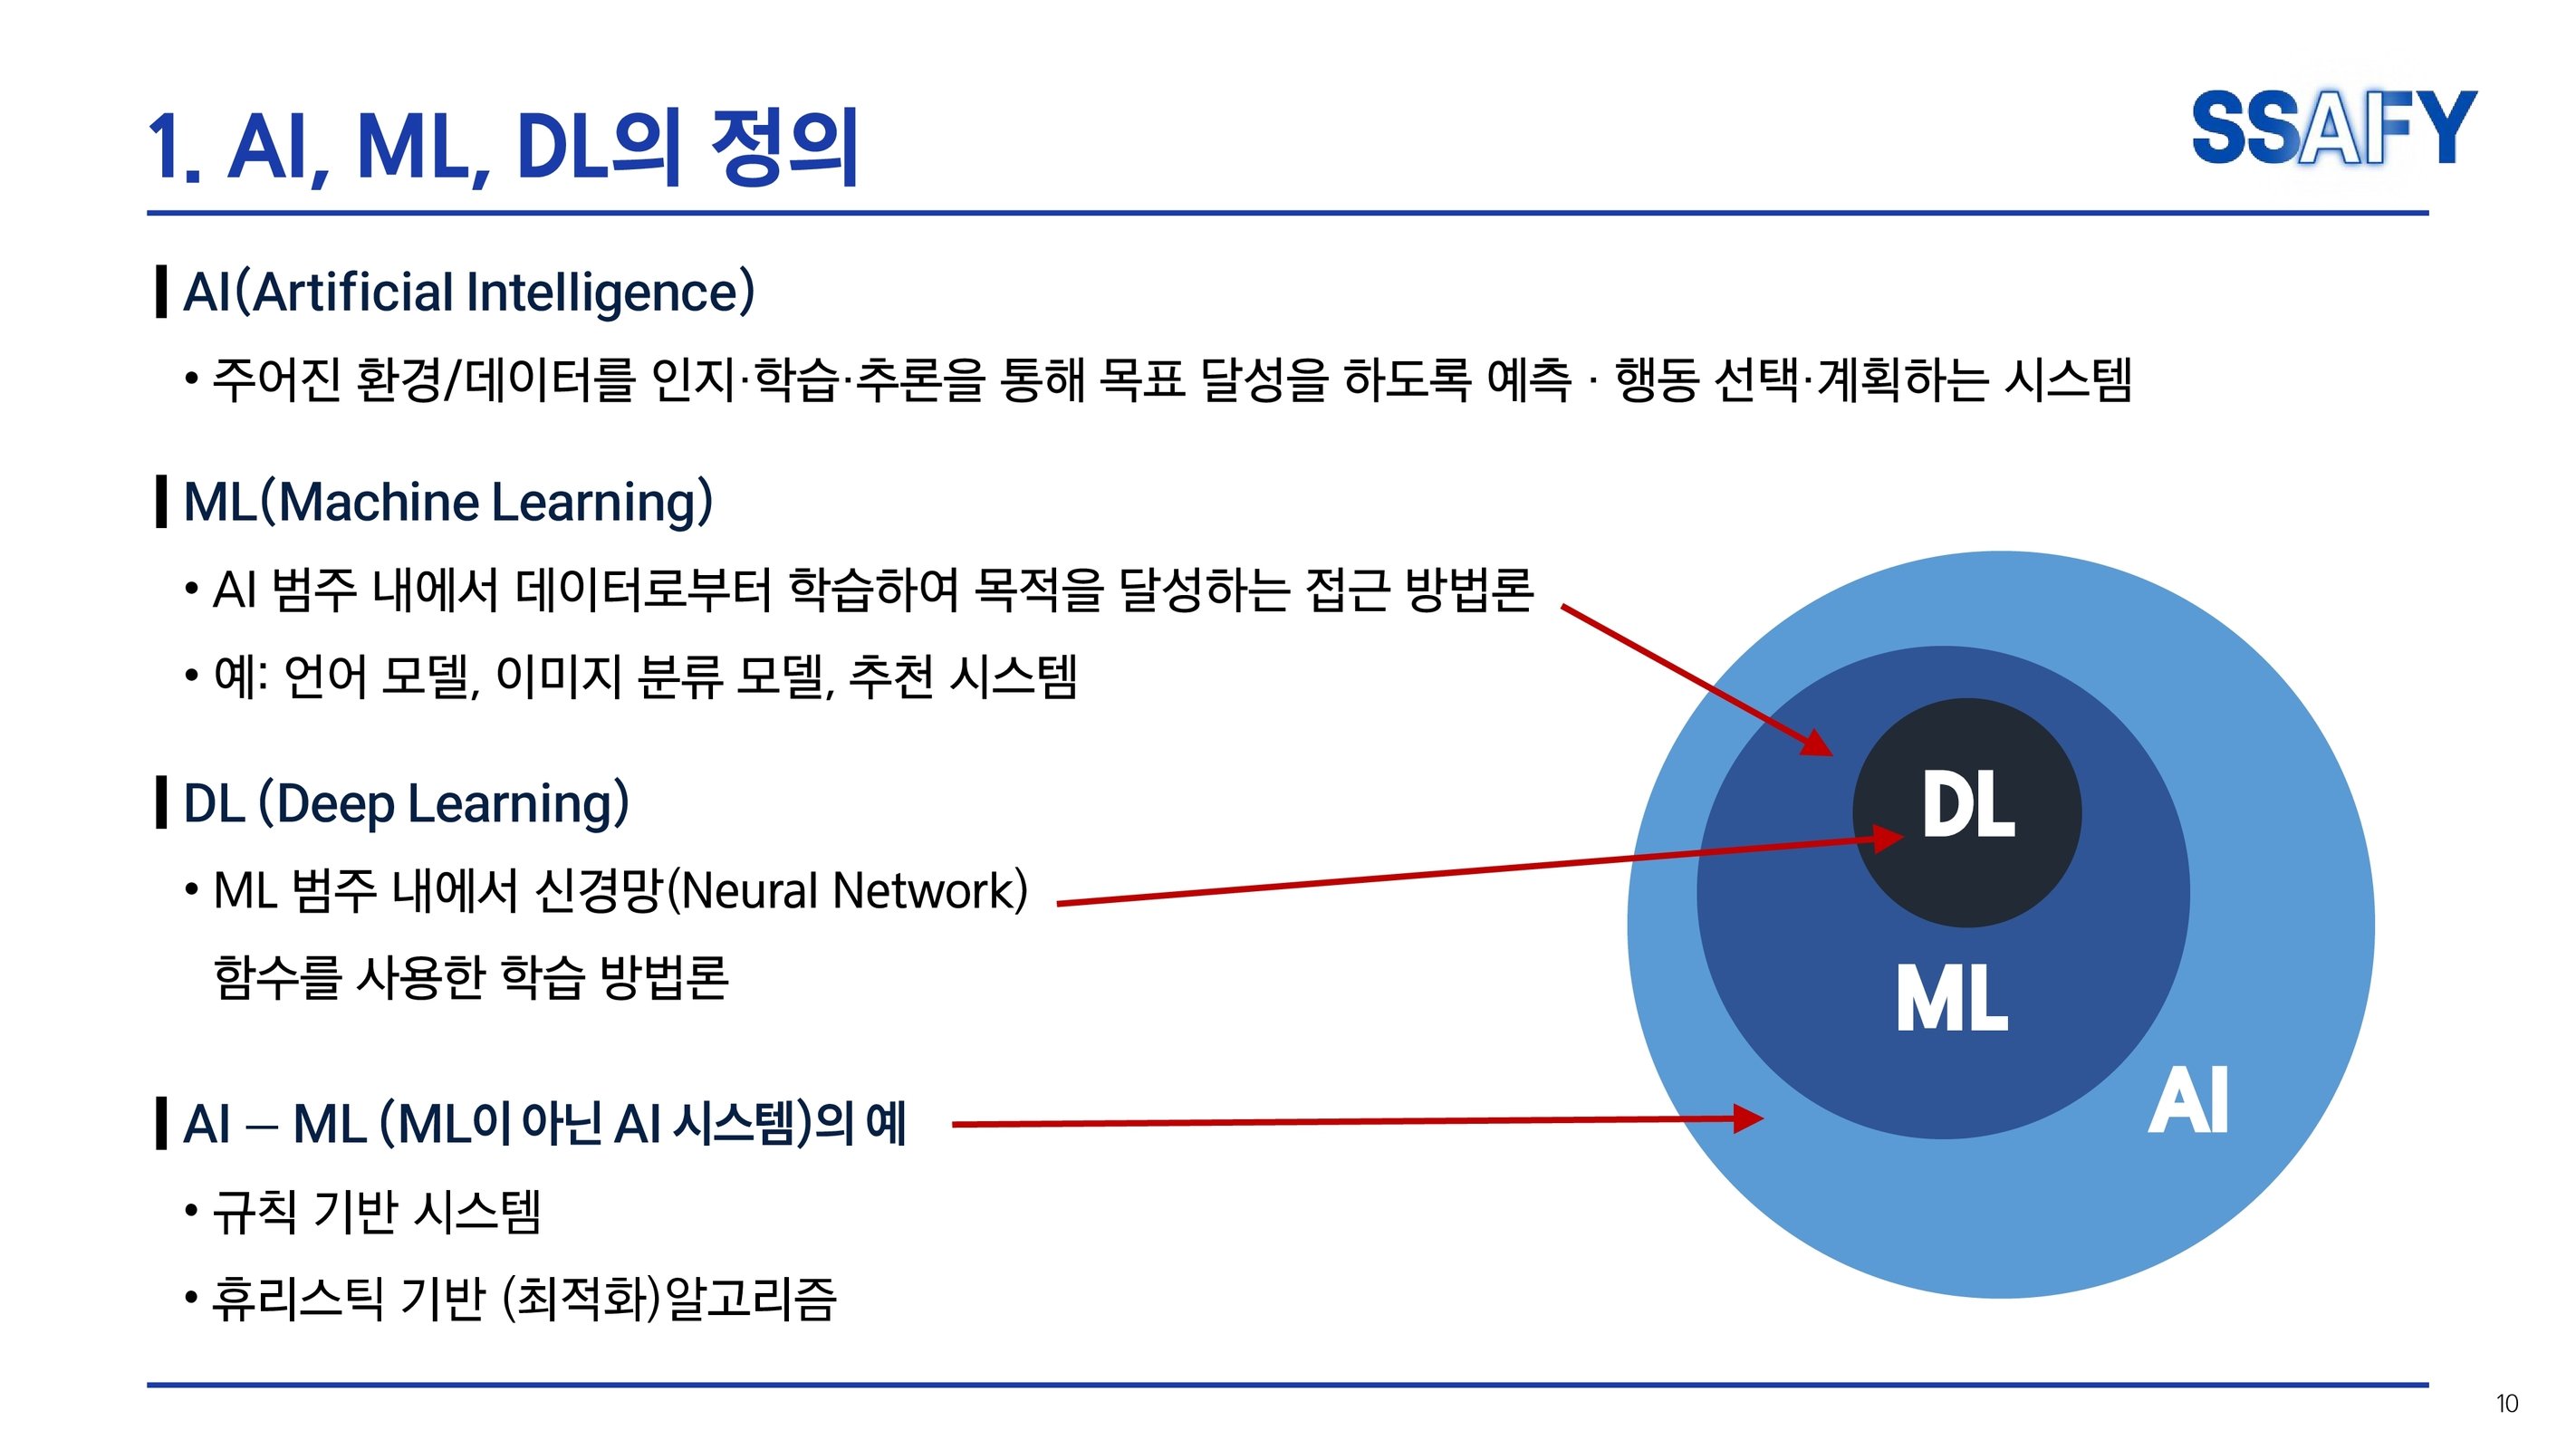 1. AI, ML, DL의 정의
SSAFY
AI(Artificial Intelligence)
• 주어진 환경/데이터를 인지·학습·추론을 통해 목표 달성을 하도록 예측 · 행동 선택·계획하는 시스템
ML(Machine Learning)
• AI 범주 내에서 데이터로부터 학습하여 목적을 달성하는 접근 방법론
• 예: 언어 모델, 이미지 분류 모델, 추천 시스템
DL (Deep Learning)
• ML 범주 내에서 신경망(Neural Network)
함수를 사용한 학습 방법론
AI – ML (ML이 아닌 AI 시스템)의 예
• 규칙 기반 시스템
• 휴리스틱 기반 (최적화)알고리즘
DL
ML
AI
10